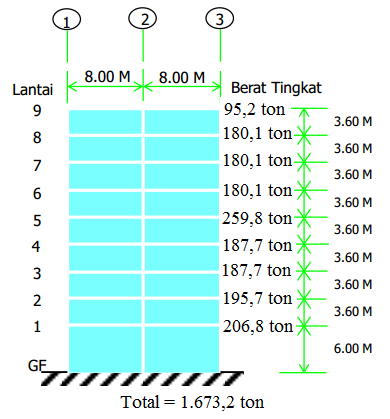 1 2 3
8.00 M 8.00 M
Lantai Berat Tingkat
9 95,2 ton
3.60 M
8 180,1 ton
3.60 M
7 180,1 ton
3.60 M
6 180,1 ton
3.60 M
5 259,8 ton
3.60 M
4 187,7 ton
3.60 M
3 187,7 ton
3.60 M
2 195,7 ton
3.60 M
1 206,8 ton
6.00 M
GF
Total = 1.673,2 ton